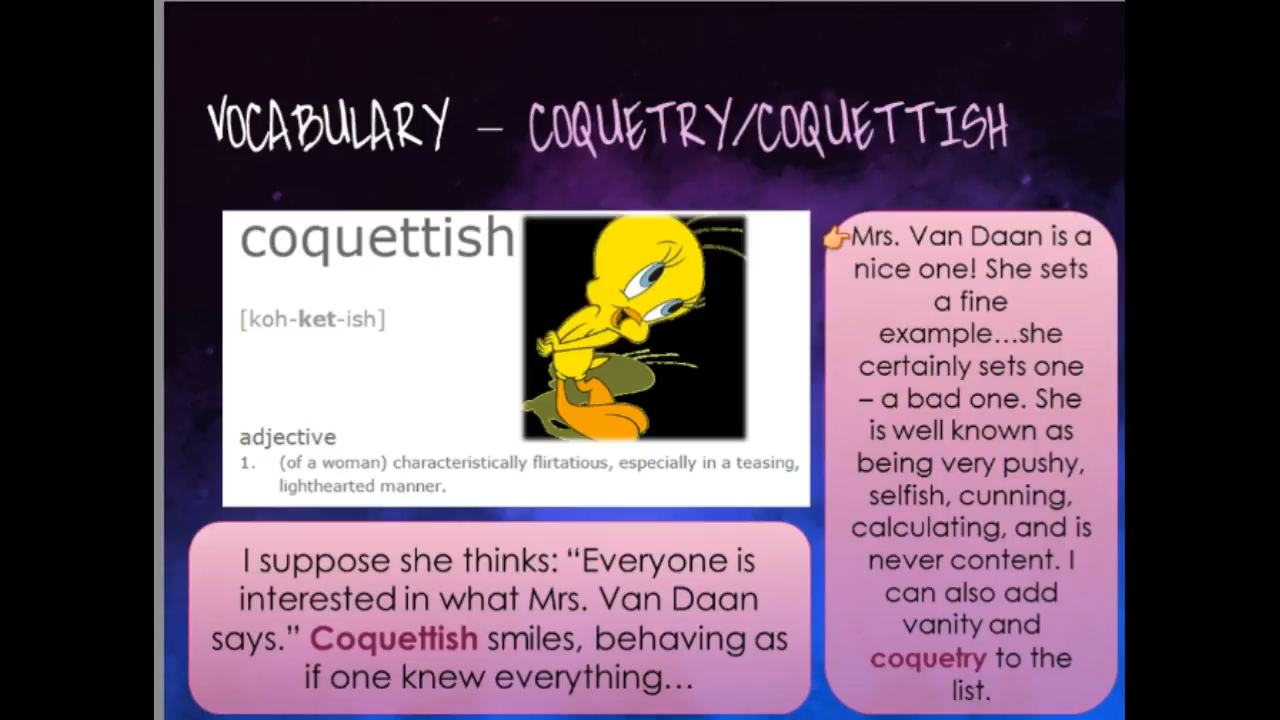 VOCABULARY – COQUETRY/COQUETTISH
coquettish
[koh-ket-ish]
adjective
1. (of a woman) characteristically flirtatious, especially in a teasing,
lighthearted manner.
I suppose she thinks: “Everyone is
interested in what Mrs. Van Daan
says.” Coquettish smiles, behaving as
if one knew everything…
👉Mrs. Van Daan is a
nice one! She sets
a fine
example…she
certainly sets one
– a bad one. She
is well known as
being very pushy,
selfish, cunning,
calculating, and is
never content. I
can also add
vanity and
coquetry to the
list.